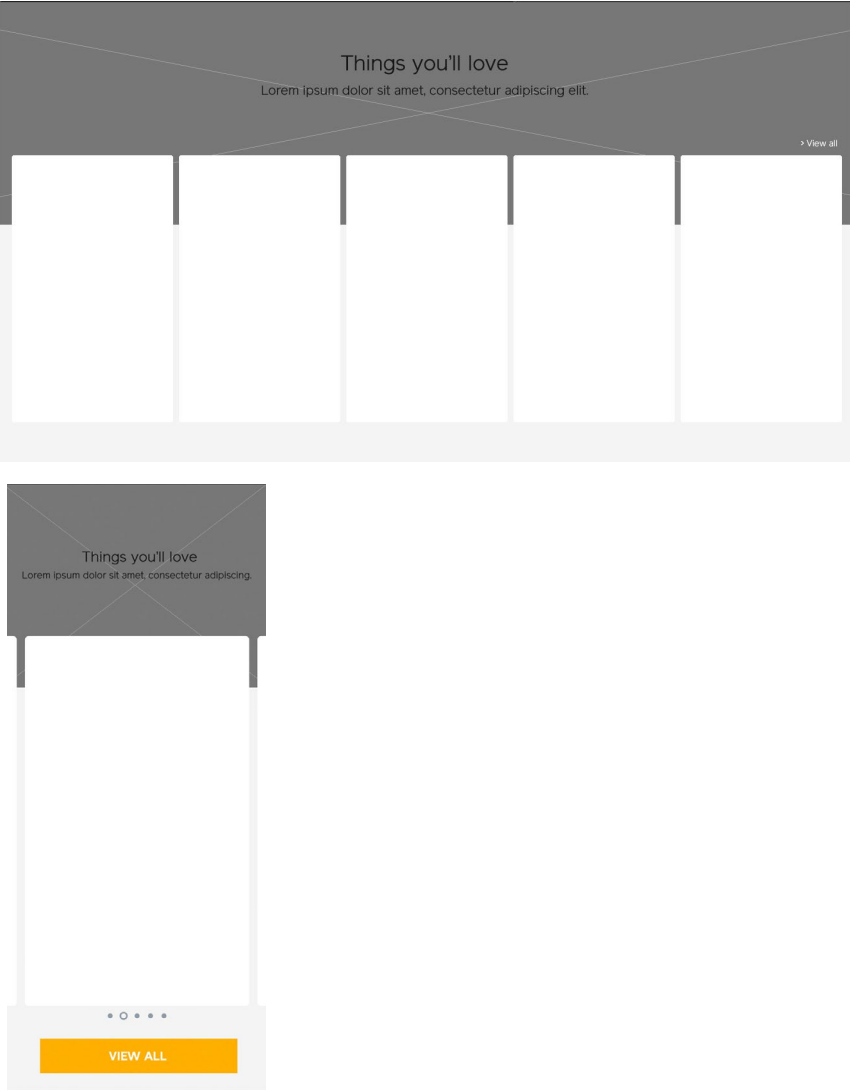 Things you'll love
Lorem ipsum dolor sit amet, consectetur adipiscing elit.
> View all
Things you'll love
Lorem ipsum dolor sit amet, consectetur adipiscing.
VIEW ALL